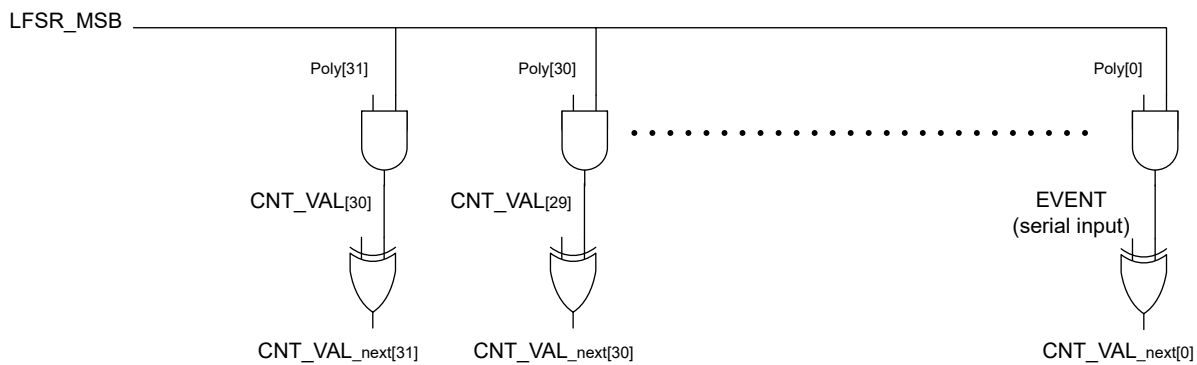 LFSR_MSB
Poly[31] Poly[30] Poly[0]
CNT_VAL[30] CNT_VAL[29] EVENT
(serial input)
CNT_VAL_next[31] CNT_VAL_next[30] CNT_VAL_next[0]